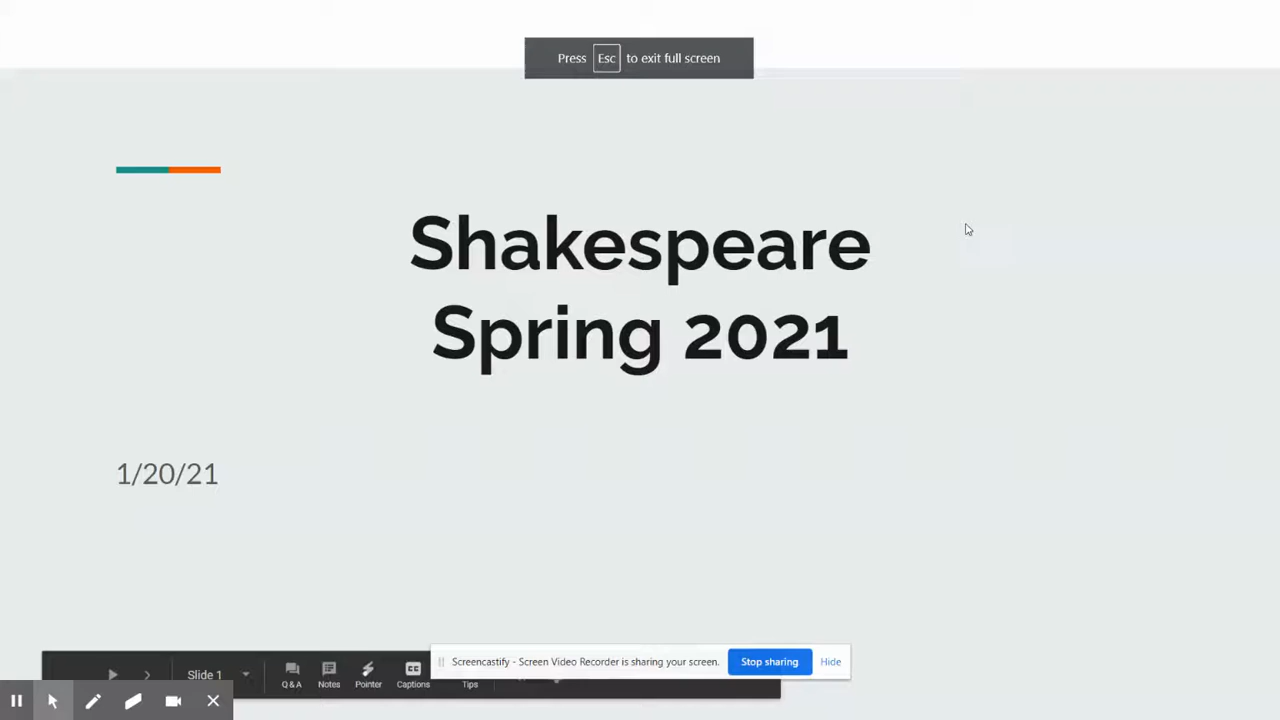 Press Esc to exit full screen
Shakespeare
Spring 2021
1/20/21
Screencastify - Screen Video Recorder is sharing your screen. Stop sharing Hide
Slide 1 Q & A Notes Pointer Captions Tips